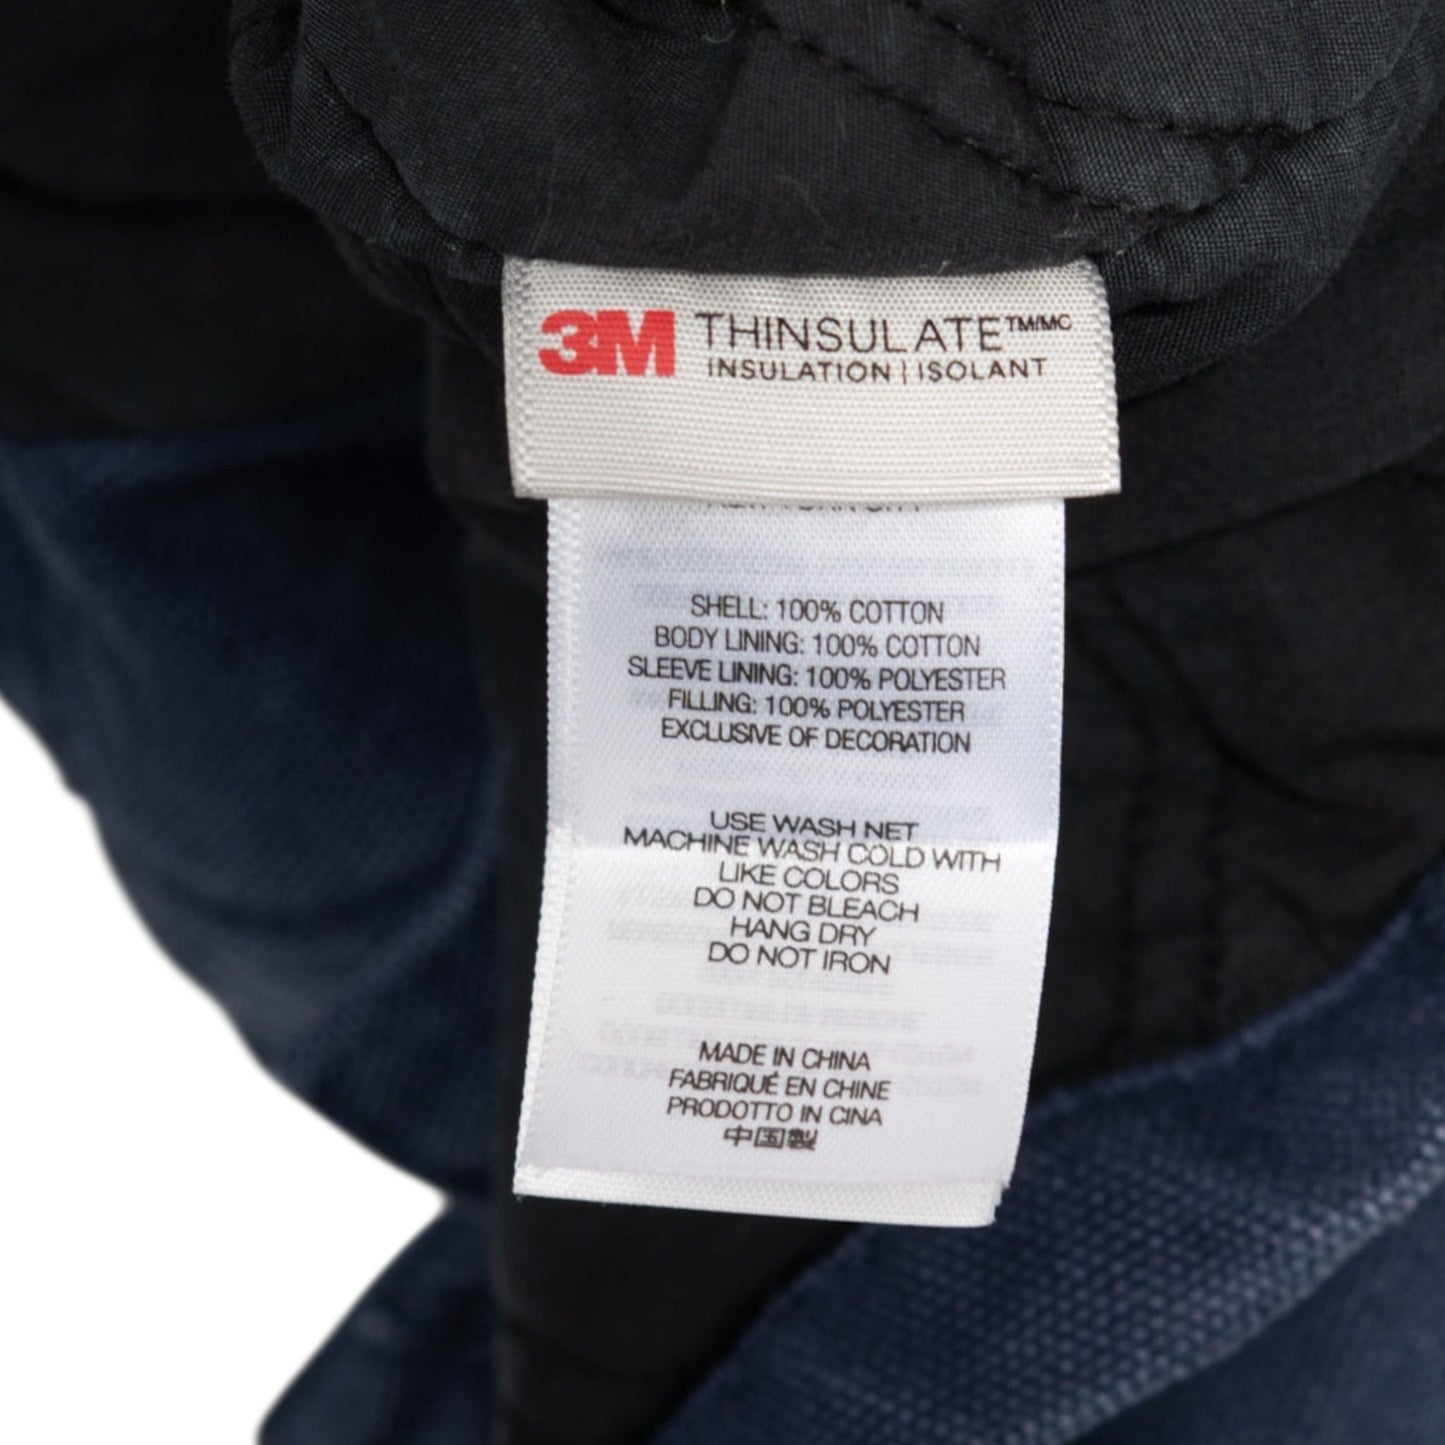 3M THINSULATE™/MC
INSULATION | ISOLANT
SHELL: 100% COTTON
BODY LINING: 100% COTTON
SLEEVE LINING: 100% POLYESTER
FILLING: 100% POLYESTER
EXCLUSIVE OF DECORATION
USE WASH NET
MACHINE WASH COLD WITH
LIKE COLORS
DO NOT BLEACH
HANG DRY
DO NOT IRON
MADE IN CHINA
FABRIQUÉ EN CHINE
PRODOTTO IN CINA
中国製